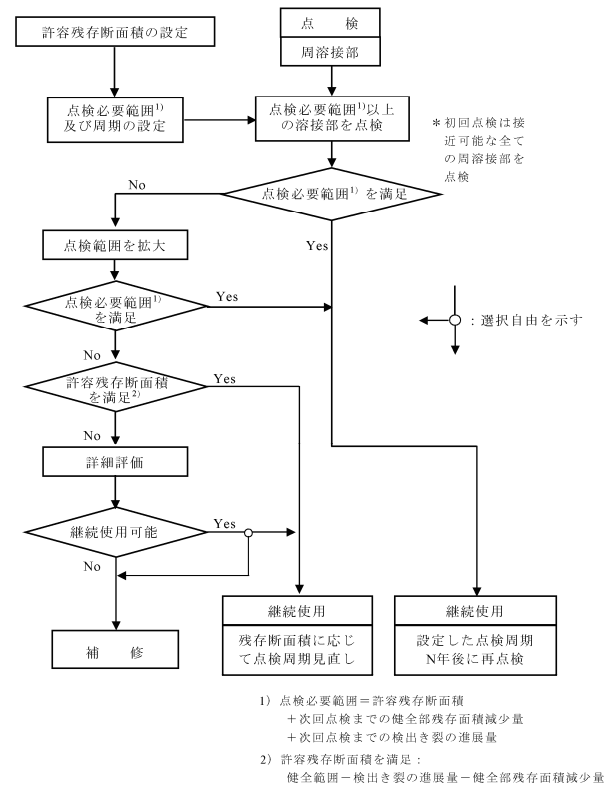 許容残存断面積の設定
点　検
周溶接部
点検必要範囲1)
及び周期の設定
点検必要範囲1)以上
の溶接部を点検
＊初回点検は接
近可能な全て
の周溶接部を
点検
点検必要範囲1) を満足
No
Yes
点検範囲を拡大
点検必要範囲1)
を満足
Yes
No
：選択自由を示す
許容残存断面積
を満足2)
Yes
No
詳細評価
継続使用可能
Yes
No
補　修
継続使用
残存断面積に応じ
て点検周期見直し
継続使用
設定した点検周期
N年後に再点検
1）点検必要範囲＝許容残存断面積
＋次回点検までの健全部残存面積減少量
＋次回点検までの検出き裂の進展量
2）許容残存断面積を満足：
健全範囲－検出き裂の進展量－健全部残存面積減少量